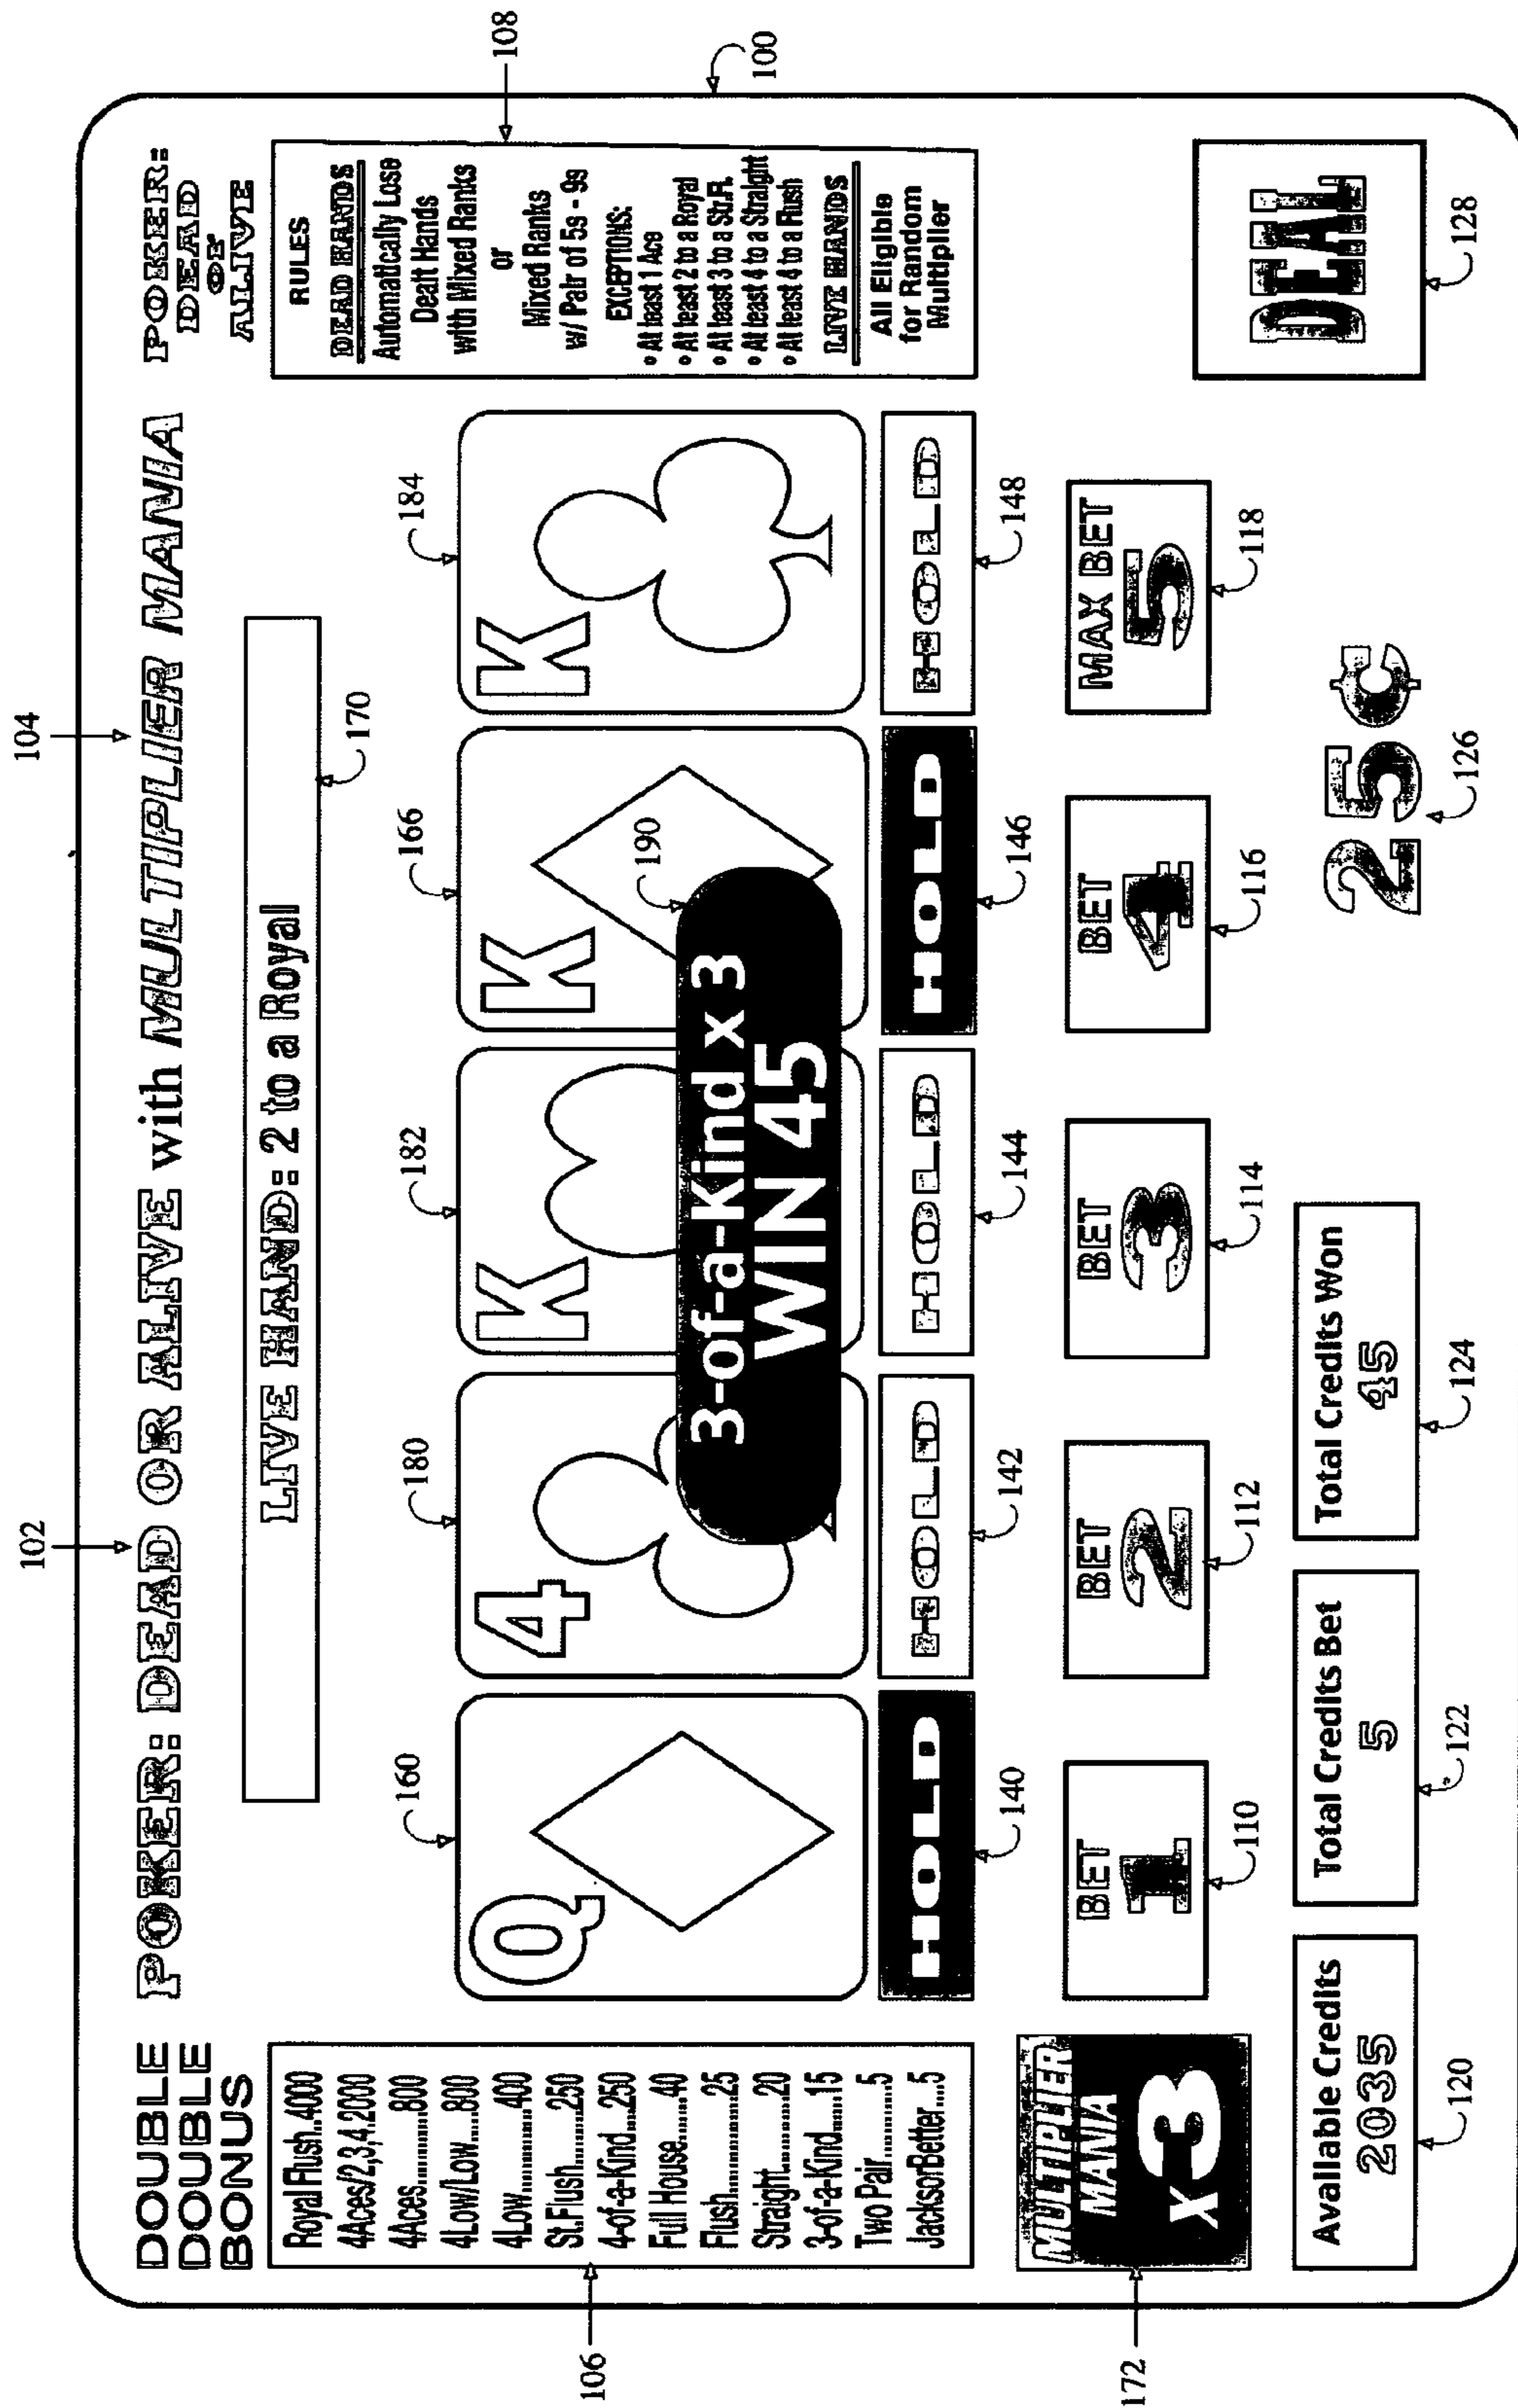 102
104
DOUBLE
DOUBLE
BONUS
POKER: DEAD OR ALIVE with MULTIPLIER MANIA
POKER:
DEAD
OR
ALIVE
LIVE HAND: 2 to a Royal
170
106
Royal Flush..4000
4Aces/2,3,4.2000
4Aces.........800
4Low/Low.....800
4Low..........400
St.Flush.......250
4-of-a-Kind...250
Full House......40
Flush............25
Straight.........20
3-of-a-Kind.....15
Two Pair..........5
JacksorBetter....5
160
180
182
166
184
Q
4
K
K
K
190
3-of-a-Kind x 3
WIN 45
RULES
DEAD HANDS
Automatically Lose
Dealt Hands
with Mixed Ranks
or
Mixed Ranks
w/ Pair of 5s - 9s
EXCEPTIONS:
• At least 1 Ace
• At least 2 to a Royal
• At least 3 to a Str.Fl.
• At least 4 to a Straight
• At least 4 to a Flush
LIVE HANDS
All Eligible
for Random
Multiplier
108
100
HOLD
HOLD
HOLD
HOLD
HOLD
140
142
144
146
148
172
MULTIPLIER
MANIA
X3
BET
1
BET
2
BET
3
BET
4
MAX BET
5
110
112
114
116
118
Available Credits
2035
Total Credits Bet
5
Total Credits Won
45
25¢
DEAL
120
122
124
126
128